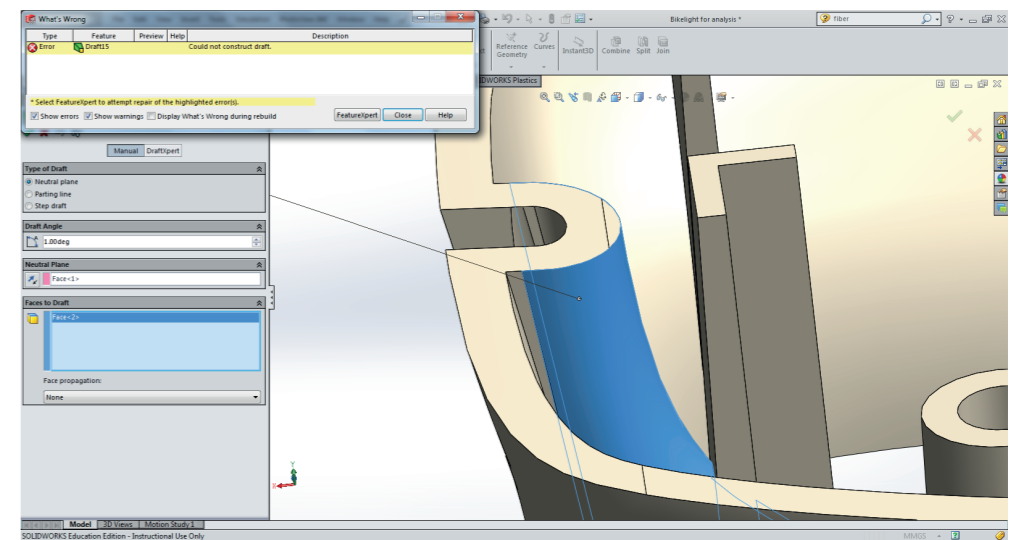 What's Wrong
Type Feature Preview Help Description
Error Draft15 Could not construct draft.
* Select FeatureXpert to attempt repair of the highlighted error(s).
Show errors Show warnings Display What's Wrong during rebuild FeatureXpert Close Help
Bikelight for analysis *
fiber
Reference Geometry Curves Instant3D Combine Split Join
SOLIDWORKS Plastics
Manual DraftXpert
Type of Draft
Neutral plane
Parting line
Step draft
Draft Angle
1.00deg
Neutral Plane
Face<1>
Faces to Draft
Face<2>
Face propagation:
None
Y
X
Model 3D Views Motion Study 1
SOLIDWORKS Education Edition - Instructional Use Only
MMGS